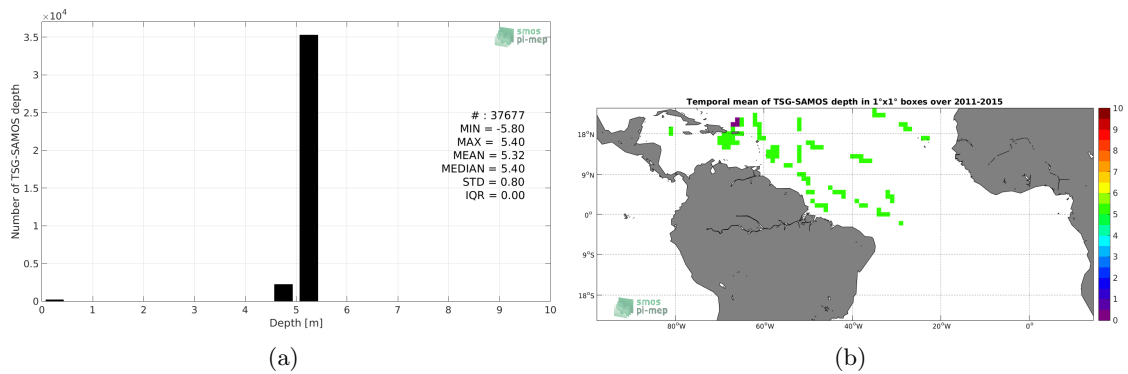 ×10⁴
4
3.5
3
2.5
2
1.5
1
0.5
0
0 1 2 3 4 5 6 7 8 9 10
Number of TSG-SAMOS depth
Depth [m]
smos
pi-mep
# : 37677
MIN = -5.80
MAX = 5.40
MEAN = 5.32
MEDIAN = 5.40
STD = 0.80
IQR = 0.00
(a)
Temporal mean of TSG-SAMOS depth in 1°x1° boxes over 2011-2015
18°N
9°N
0°
9°S
18°S
80°W 60°W 40°W 20°W 0°
smos
pi-mep
10
9
8
7
6
5
4
3
2
1
0
(b)